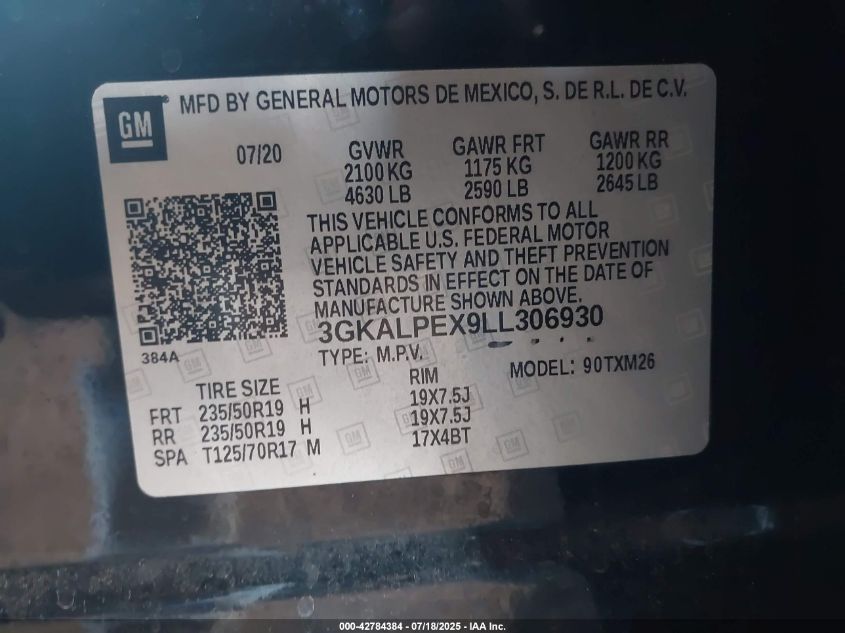 GM
MFD BY GENERAL MOTORS DE MEXICO, S. DE R.L. DE C.V.
07/20
GVWR GAWR FRT GAWR RR
2100 KG 1175 KG 1200 KG
4630 LB 2590 LB 2645 LB
THIS VEHICLE CONFORMS TO ALL
APPLICABLE U.S. FEDERAL MOTOR
VEHICLE SAFETY AND THEFT PREVENTION
STANDARDS IN EFFECT ON THE DATE OF
MANUFACTURE SHOWN ABOVE.
3GKALPEX9LL306930
384A
TYPE: M.P.V. MODEL: 90TXM26
TIRE SIZE RIM
FRT 235/50R19 H 19X7.5J
RR 235/50R19 H 19X7.5J
SPA T125/70R17 M 17X4BT
000-42784384 / 07/18/2025 - IAA Inc.